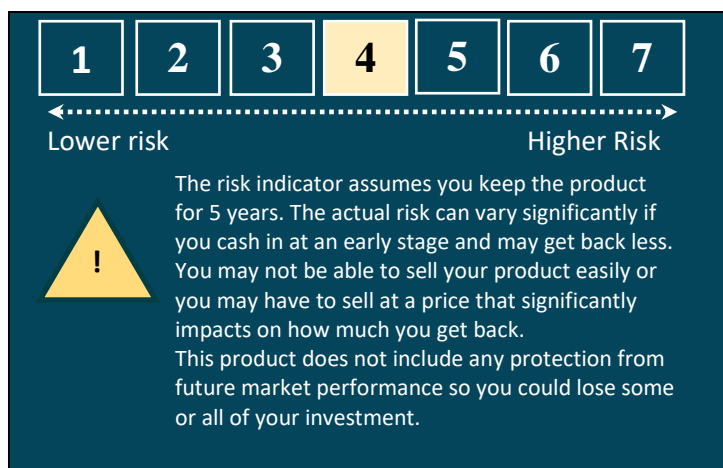 1 2 3 4 5 6 7
Lower risk Higher Risk
The risk indicator assumes you keep the product
for 5 years. The actual risk can vary significantly if
you cash in at an early stage and may get back less.
You may not be able to sell your product easily or
you may have to sell at a price that significantly
impacts on how much you get back.
This product does not include any protection from
future market performance so you could lose some
or all of your investment.
!